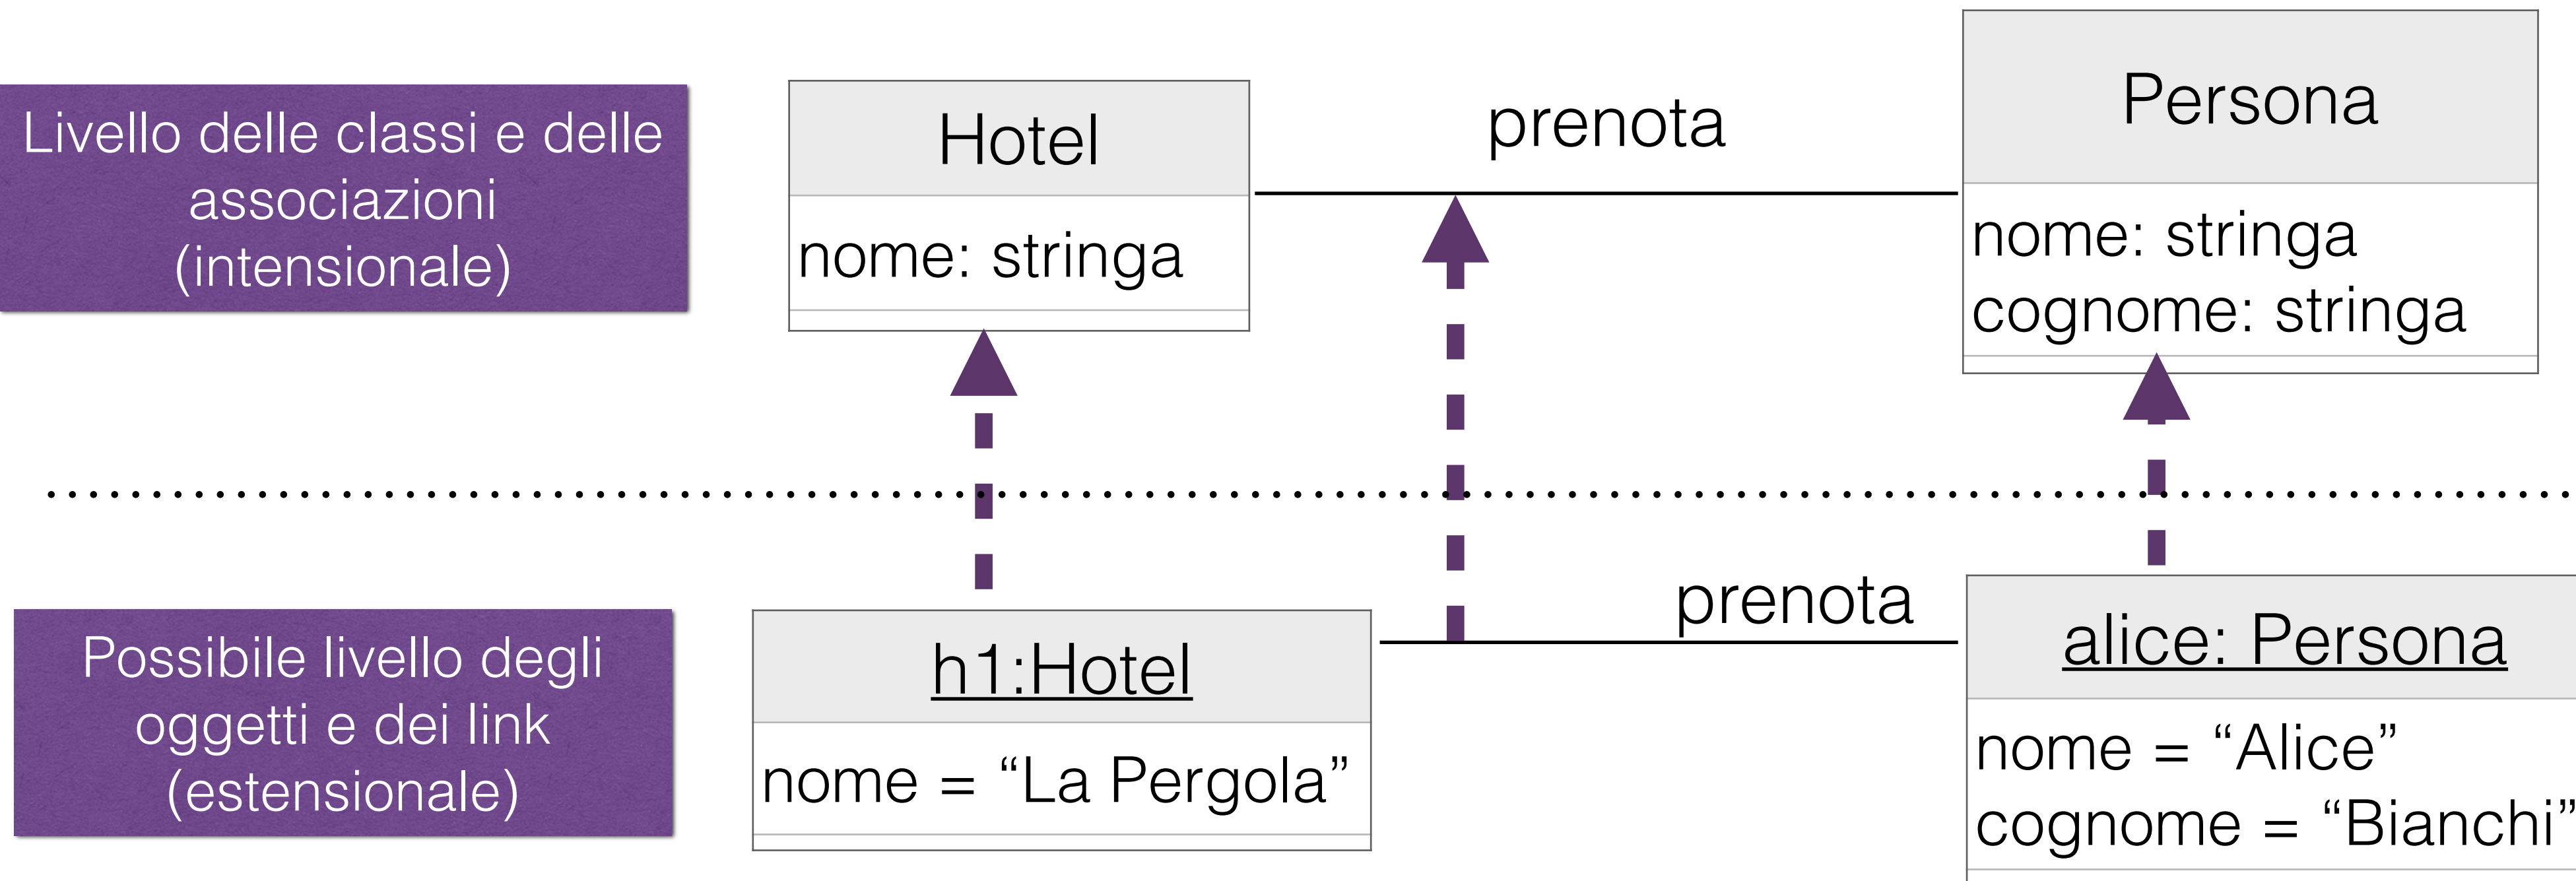 Livello delle classi e delle
associazioni
(intensionale)
Hotel
nome: stringa
prenota
Persona
nome: stringa
cognome: stringa
Possibile livello degli
oggetti e dei link
(estensionale)
h1:Hotel
nome = “La Pergola”
prenota
alice: Persona
nome = “Alice”
cognome = “Bianchi”